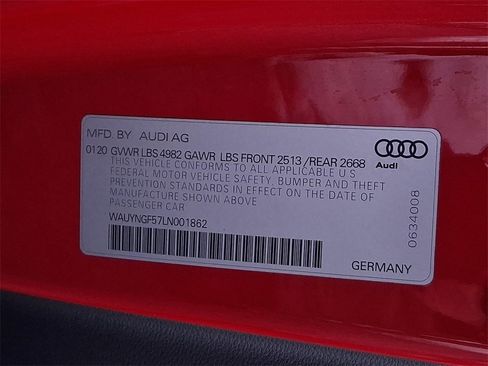 MFD. BY AUDI AG
0120 GVWR LBS 4982 GAWR LBS FRONT 2513 /REAR 2668
THIS VEHICLE CONFORMS TO ALL APPLICABLE U S
FEDERAL MOTOR VEHICLE SAFETY, BUMPER AND THEFT
PREVENTION STANDARDS IN EFFECT ON THE DATE OF
MANUFACTURE SHOWN ABOVE
PASSENGER CAR
WAUYNGF57LN001862
GERMANY
Audi
0634008